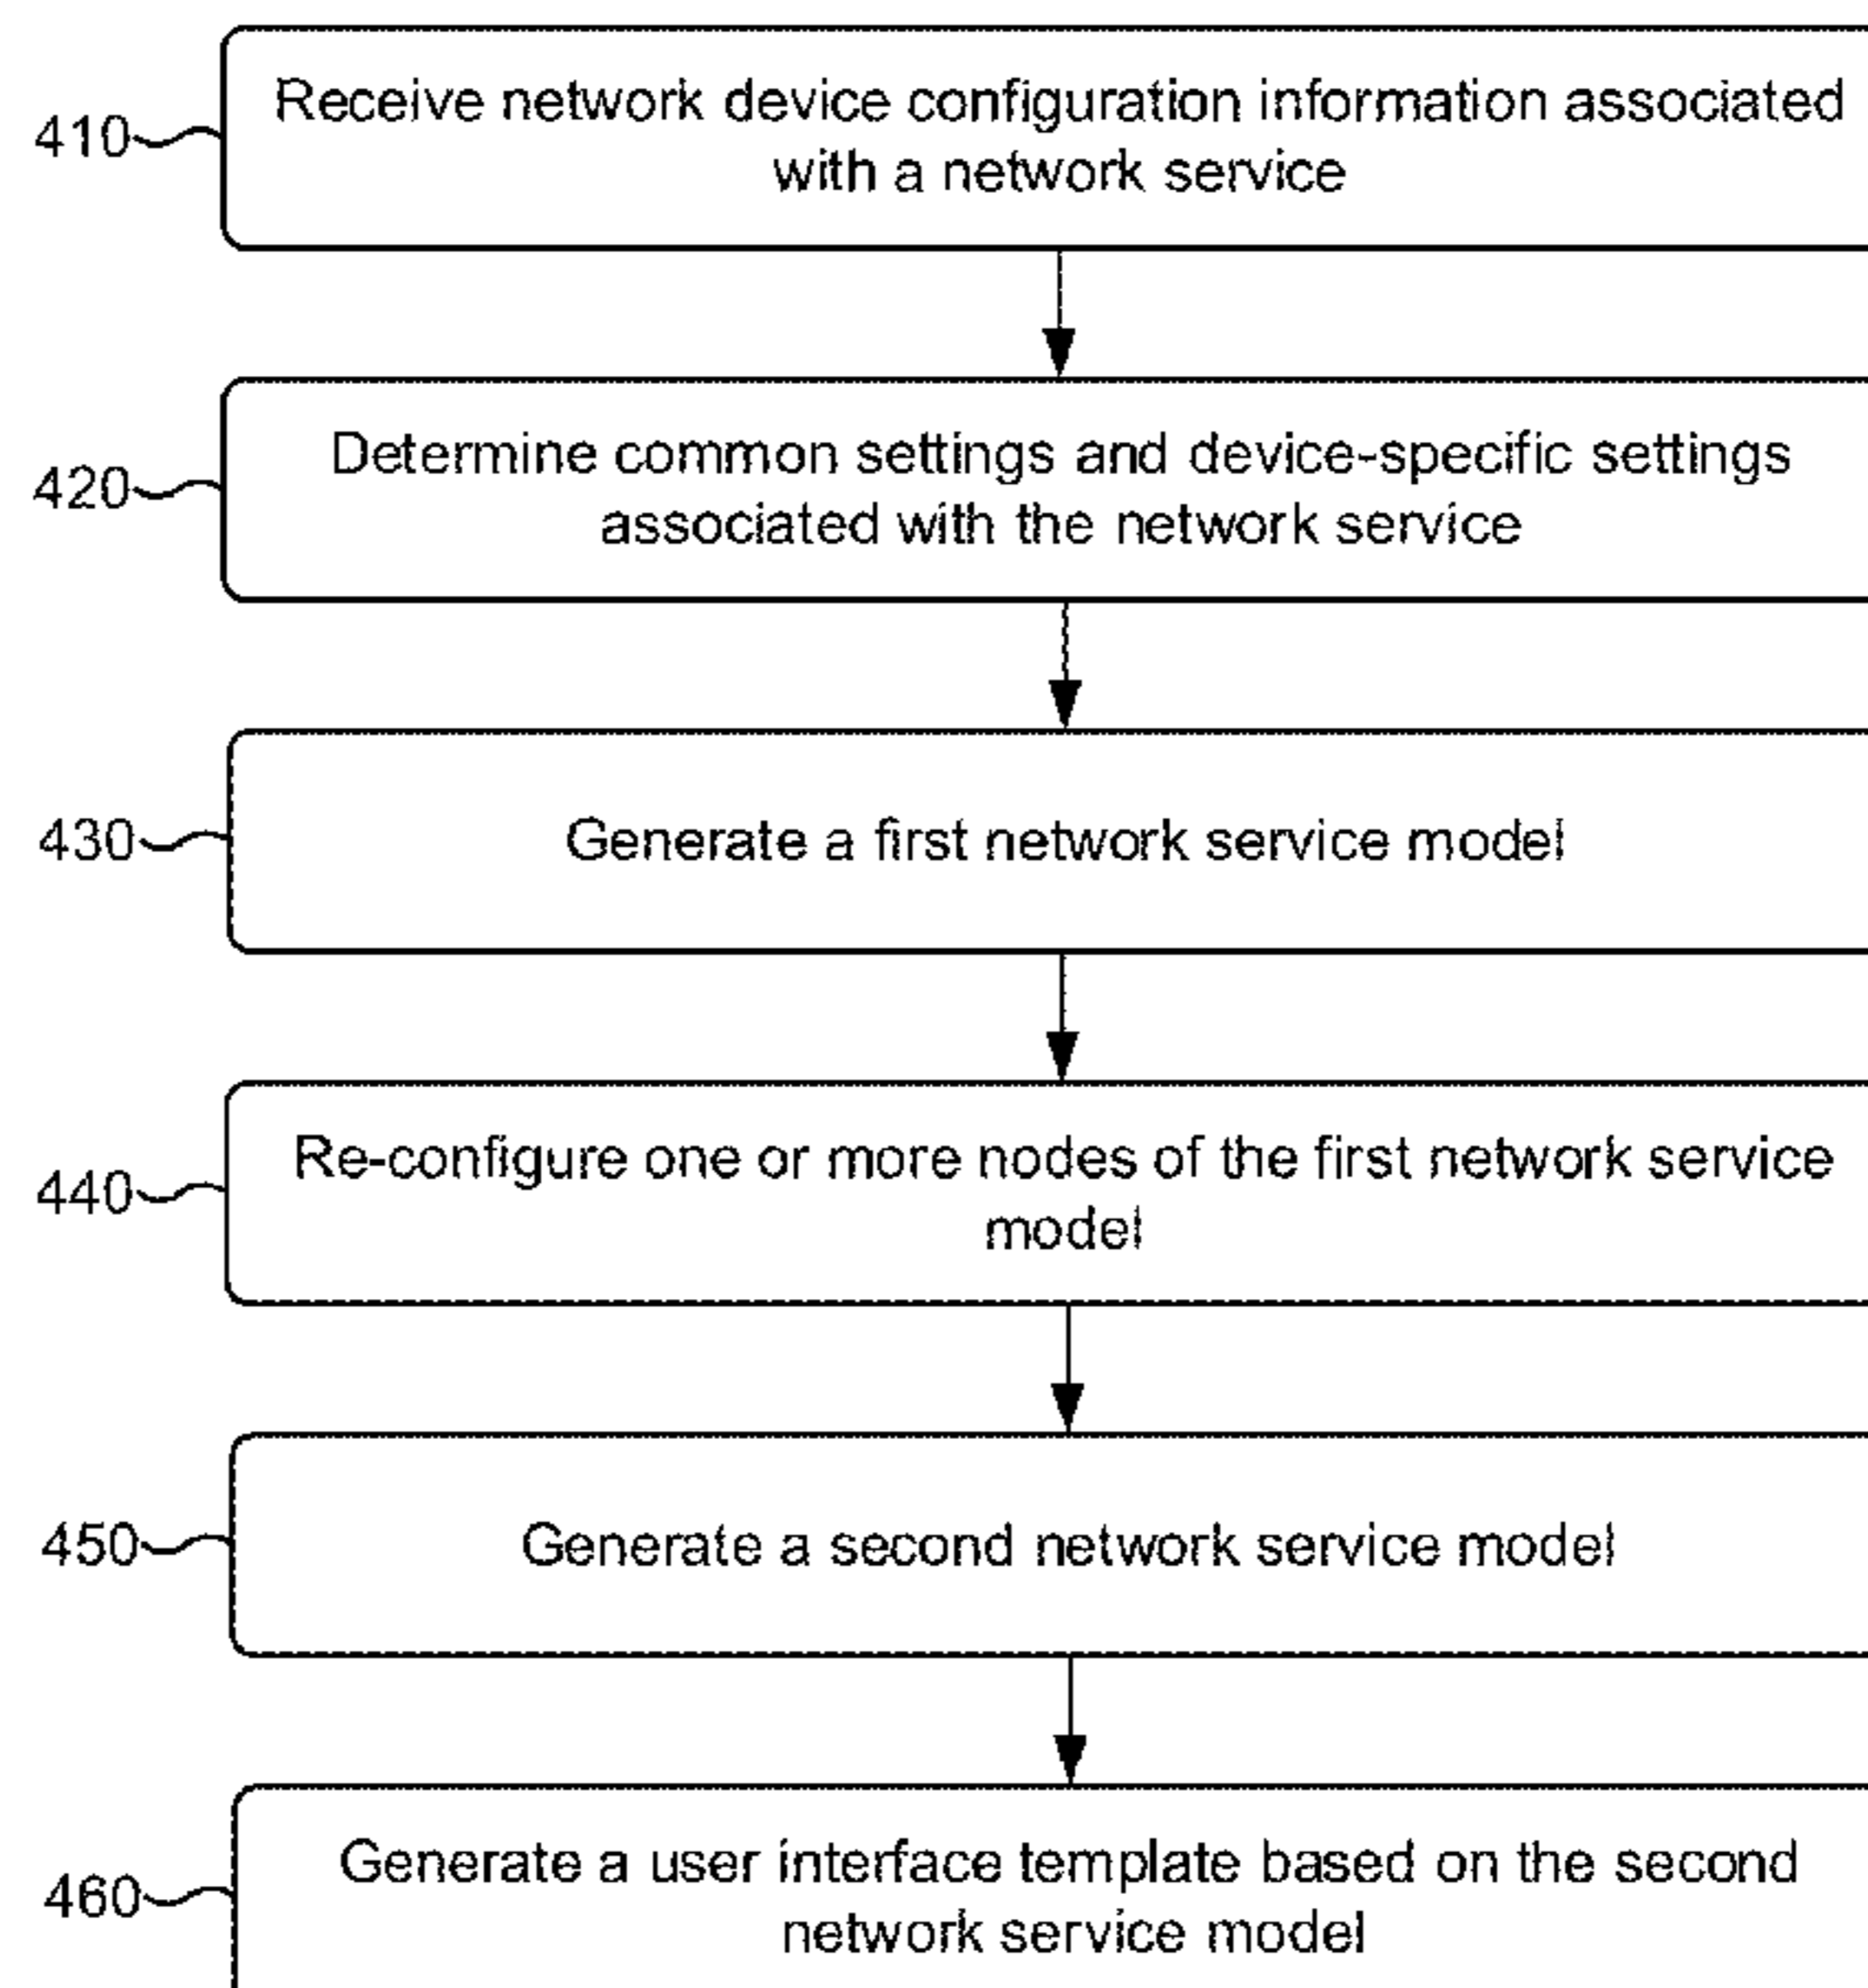 410
Receive network device configuration information associated
with a network service
420
Determine common settings and device-specific settings
associated with the network service
430
Generate a first network service model
440
Re-configure one or more nodes of the first network service
model
450
Generate a second network service model
460
Generate a user interface template based on the second
network service model